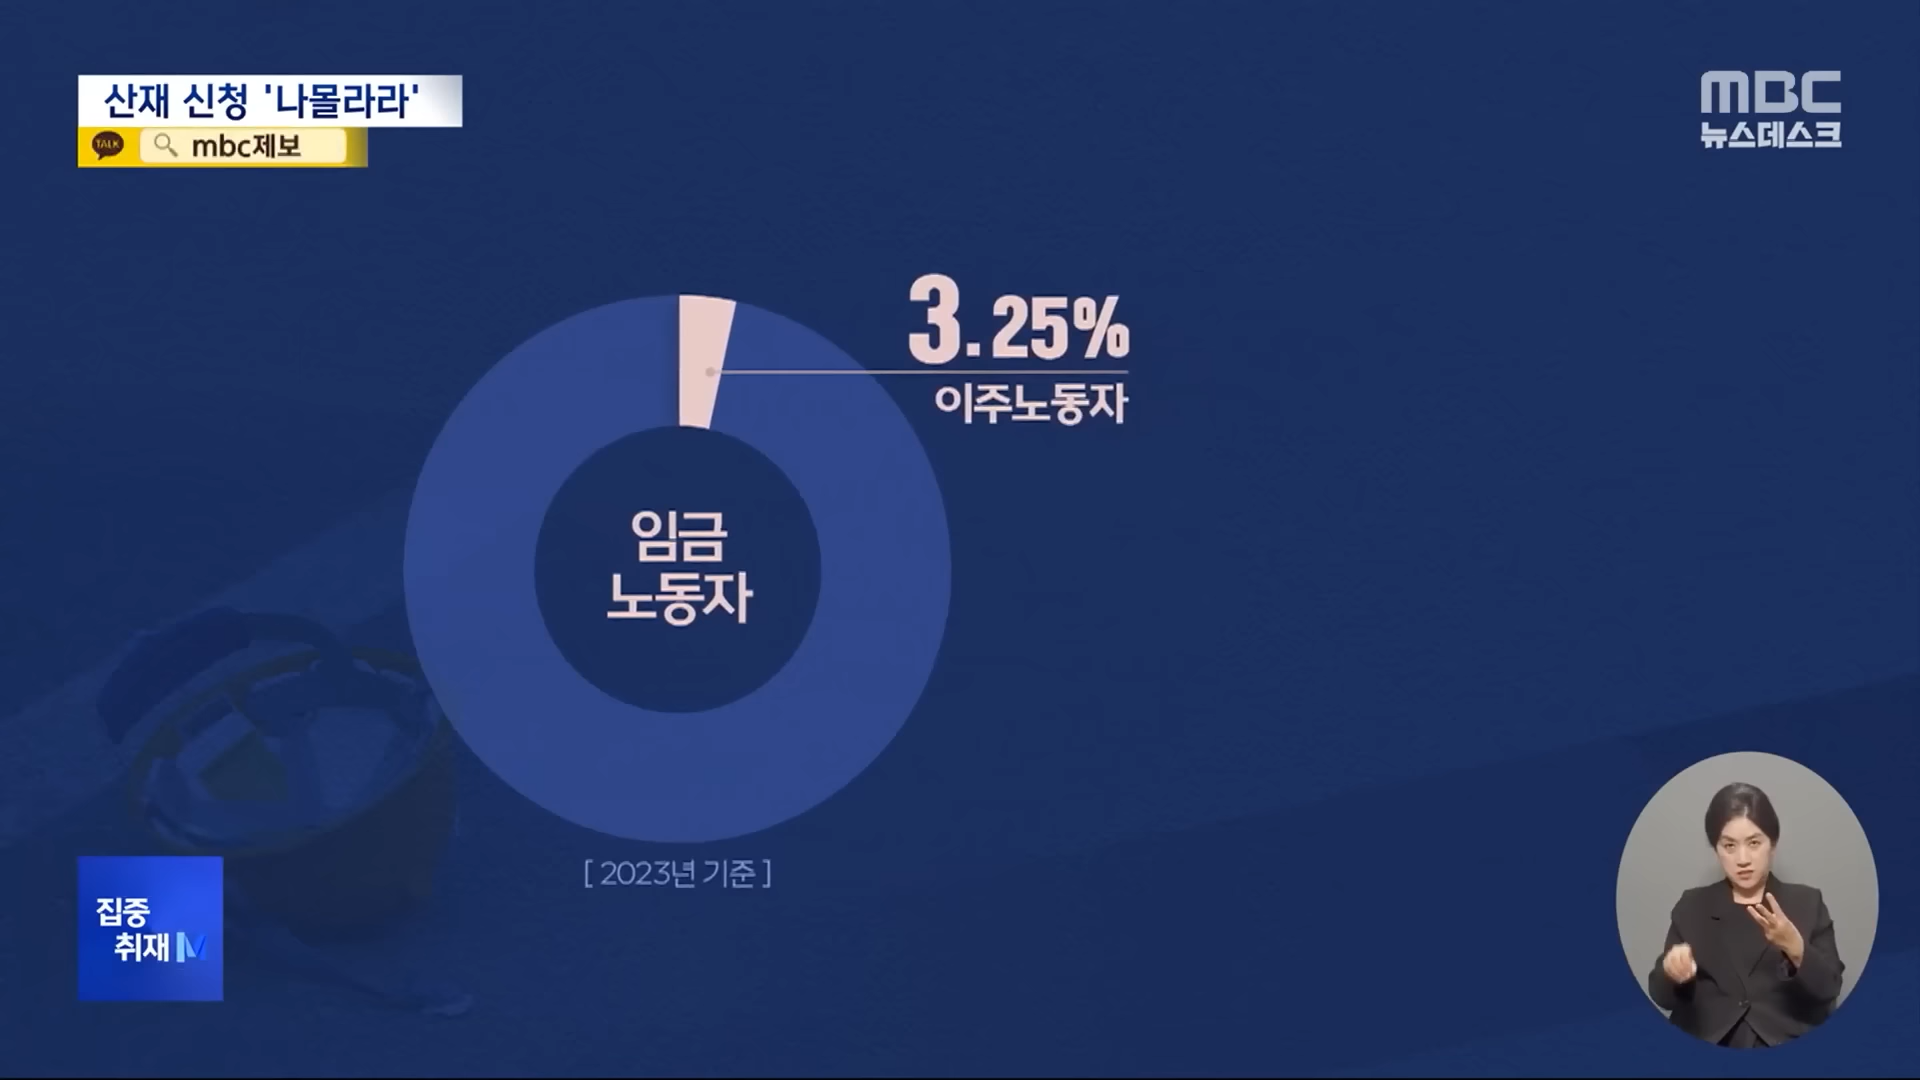 산재 신청 '나몰라라'
TALK
mbc제보
MBC
뉴스데스크
3.25%
이주노동자
임금
노동자
[ 2023년 기준 ]
집중
취재 M